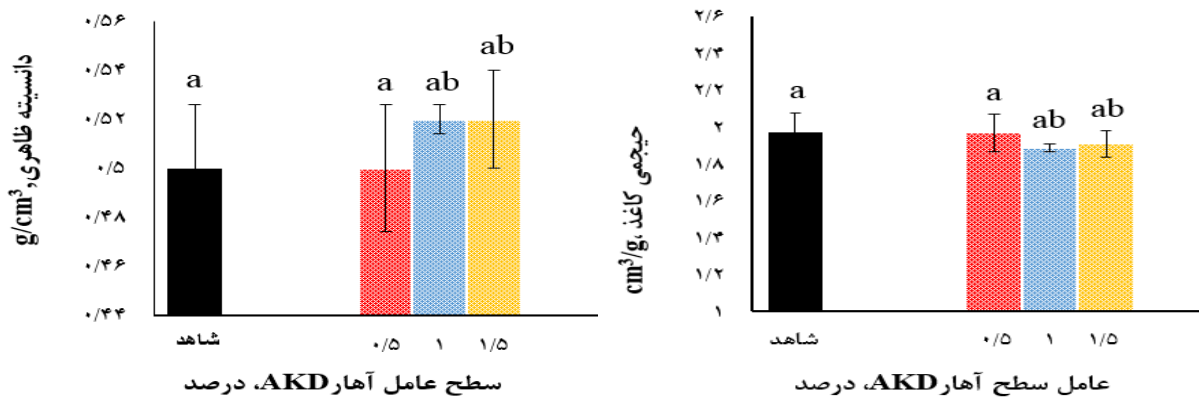 دانسیته ظاهری, g/cm³
۰/۵۶
۰/۵۴
۰/۵۲
۰/۵
۰/۴۸
۰/۴۶
۰/۴۴
a
a
ab
ab
شاهد
۰/۵
۱
۱/۵
سطح عامل آهار AKD، درصد
حیجمی کاغذ، cm³/g
۲/۶
۲/۴
۲/۲
۲
۱/۸
۱/۶
۱/۴
۱/۲
۱
a
a
ab
ab
شاهد
۰/۵
۱
۱/۵
عامل سطح آهار AKD، درصد